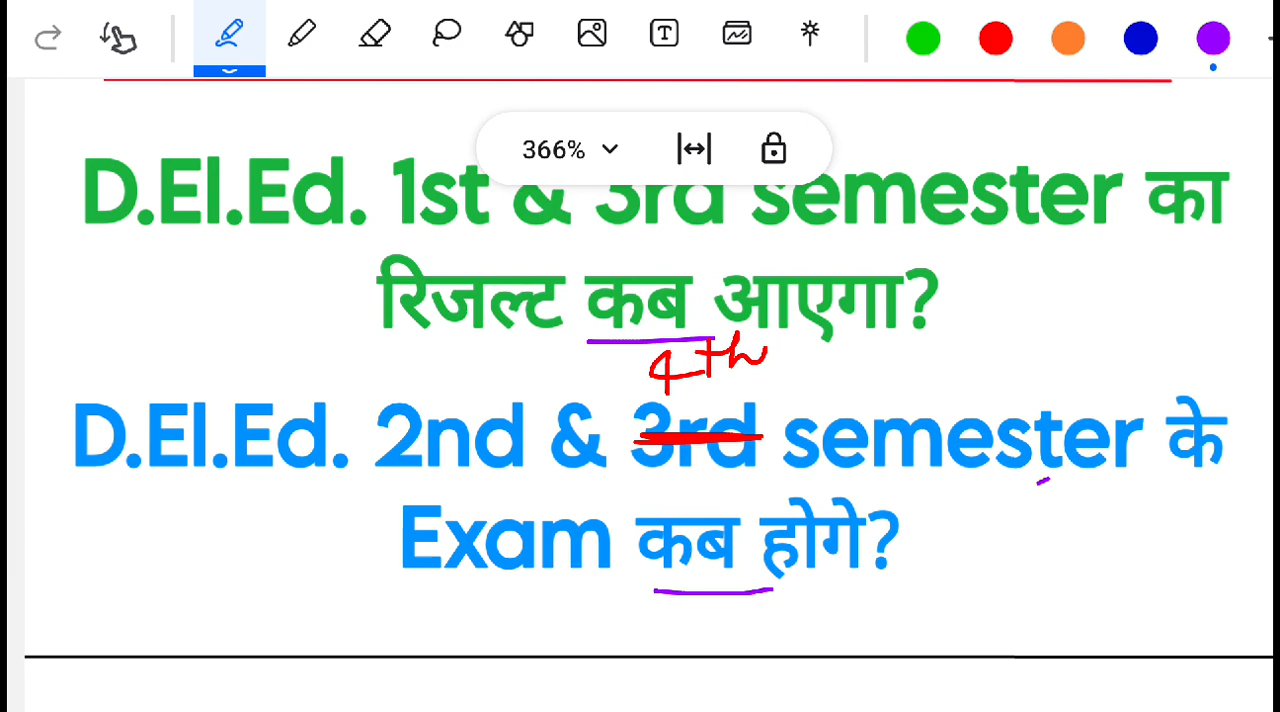 366%
D.El.Ed. 1st & 3rd semester का
रिजल्ट कब आएगा?
4th
D.El.Ed. 2nd & 3rd semester के
Exam कब होगे?